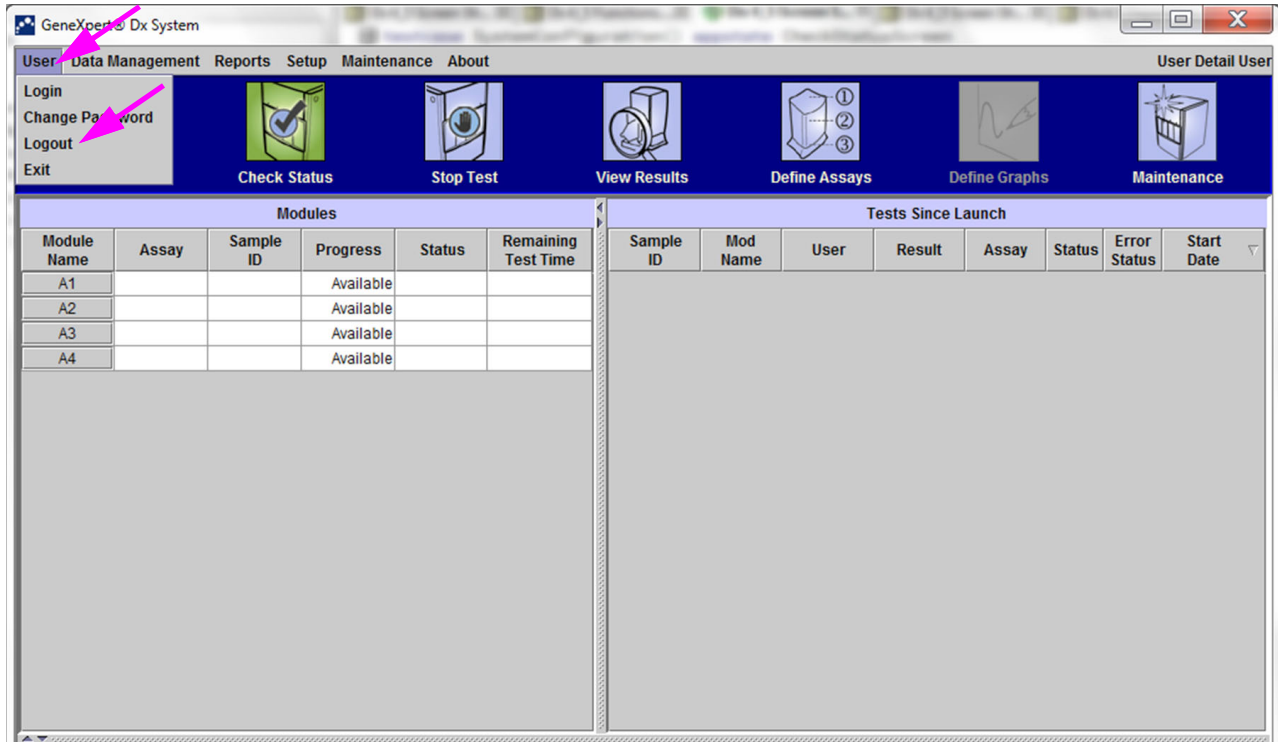 GeneXpert® Dx System
User Data Management Reports Setup Maintenance About User Detail User
Login
Change Password
Logout
Exit
Check Status Stop Test View Results Define Assays Define Graphs Maintenance
① ② ③
Modules
Module Name Assay Sample ID Progress Status Remaining Test Time
A1 Available
A2 Available
A3 Available
A4 Available
Tests Since Launch
Sample ID Mod Name User Result Assay Status Error Status Start Date